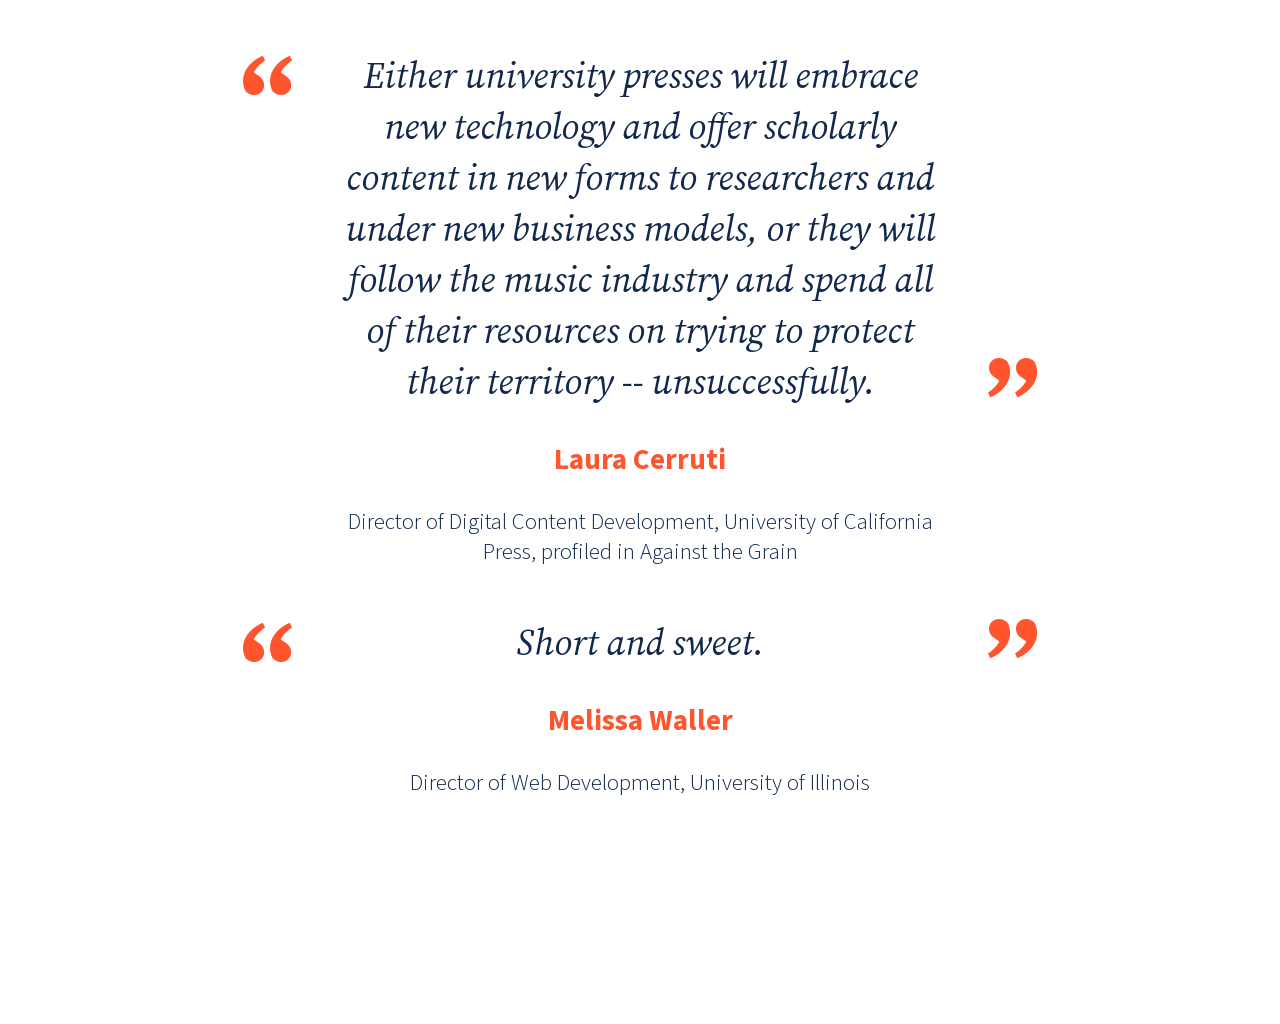 “ Either university presses will embrace
new technology and offer scholarly
content in new forms to researchers and
under new business models, or they will
follow the music industry and spend all
of their resources on trying to protect
their territory -- unsuccessfully. ”
Laura Cerruti
Director of Digital Content Development, University of California
Press, profiled in Against the Grain
“ Short and sweet. ”
Melissa Waller
Director of Web Development, University of Illinois